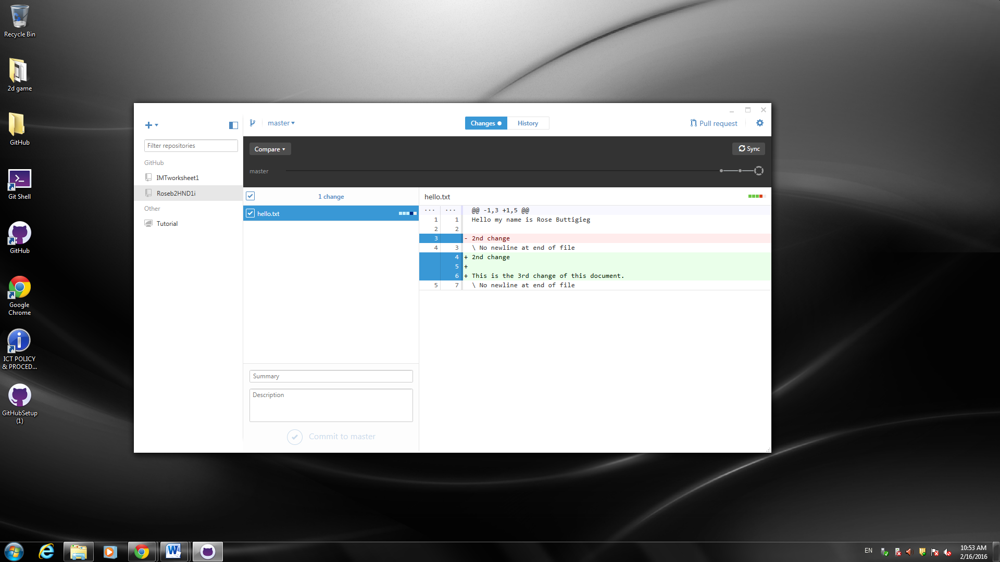 Recycle Bin
2d game
GitHub
Git Shell
GitHub
Google
Chrome
ICT POLICY
& PROCED...
GitHubSetup
(1)
master
Changes
History
Pull request
Filter repositories
GitHub
IMTworksheet1
Roseb2HND1i
Other
Tutorial
Compare
Sync
master
1 change
hello.txt
hello.txt
... ... @@ -1,3 +1,5 @@
1 1 Hello my name is Rose Buttigieg
2 2
3 - 2nd change
4 3 \ No newline at end of file
4 + 2nd change
5 +
6 + This is the 3rd change of this document.
5 7 \ No newline at end of file
Summary
Description
Commit to master
EN
10:53 AM
2/16/2016